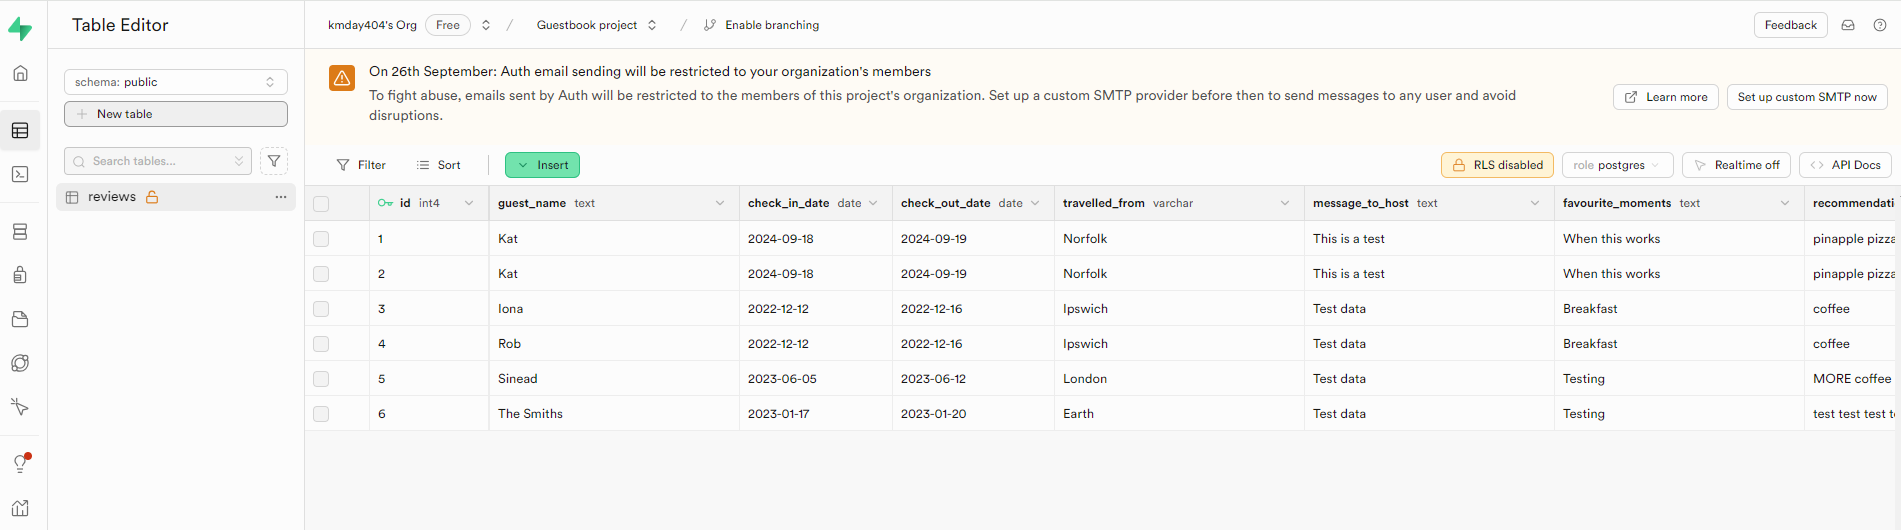 Table Editor
kmday404's Org Free / Guestbook project / Enable branching Feedback
schema: public
New table
Search tables...
reviews
On 26th September: Auth email sending will be restricted to your organization's members
To fight abuse, emails sent by Auth will be restricted to the members of this project's organization. Set up a custom SMTP provider before then to send messages to any user and avoid
disruptions.
Learn more Set up custom SMTP now
Filter Sort Insert RLS disabled role postgres Realtime off API Docs
id int4 guest_name text check_in_date date check_out_date date travelled_from varchar message_to_host text favourite_moments text recommendati
1 Kat 2024-09-18 2024-09-19 Norfolk This is a test When this works pinapple pizza
2 Kat 2024-09-18 2024-09-19 Norfolk This is a test When this works pinapple pizza
3 Iona 2022-12-12 2022-12-16 Ipswich Test data Breakfast coffee
4 Rob 2022-12-12 2022-12-16 Ipswich Test data Breakfast coffee
5 Sinead 2023-06-05 2023-06-12 London Test data Testing MORE coffee
6 The Smiths 2023-01-17 2023-01-20 Earth Test data Testing test test test t